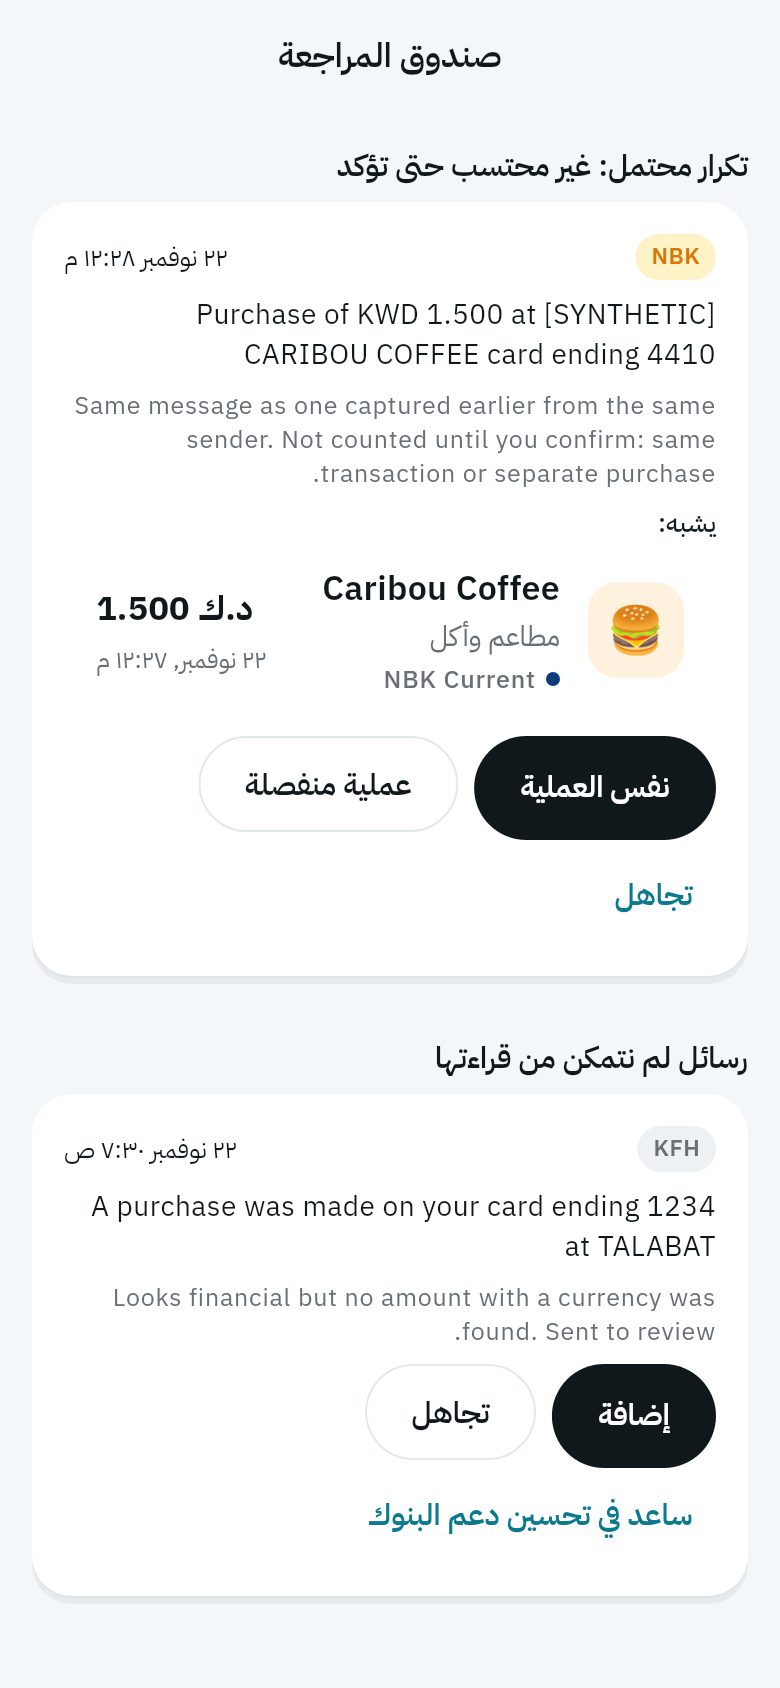 صندوق المراجعة
تكرار محتمل: غير محتسب حتى تؤكد
NBK
٢٢ نوفمبر ١٢:٢٨ م
Purchase of KWD 1.500 at [SYNTHETIC]
CARIBOU COFFEE card ending 4410
Same message as one captured earlier from the same
sender. Not counted until you confirm: same
transaction or separate purchase.
يشبه:
Caribou Coffee
مطاعم وأكل
NBK Current
د.ك 1.500
٢٢ نوفمبر, ١٢:٢٧ م
نفس العملية
عملية منفصلة
تجاهل
رسائل لم نتمكن من قراءتها
KFH
٢٢ نوفمبر ٧:٣٠ ص
A purchase was made on your card ending 1234
at TALABAT
Looks financial but no amount with a currency was
found. Sent to review.
إضافة
تجاهل
ساعد في تحسين دعم البنوك